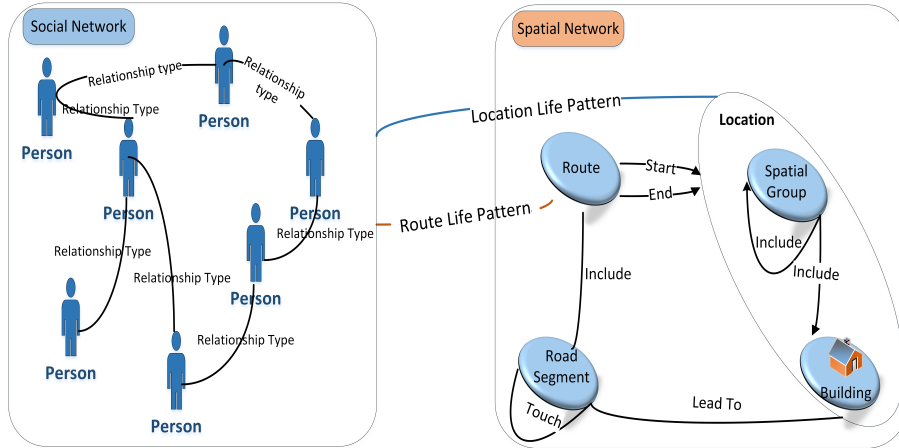 Social Network
Relationship type
Relationship
type
Relationship Type
Person
Person
Person
Person
Relationship Type
Relationship Type
Relationship Type
Person
Person
Relationship Type
Person
Location Life Pattern
Route Life Pattern
Spatial Network
Location
Route
Start
End
Spatial
Group
Include
Include
Include
Road
Segment
Touch
Lead To
Building